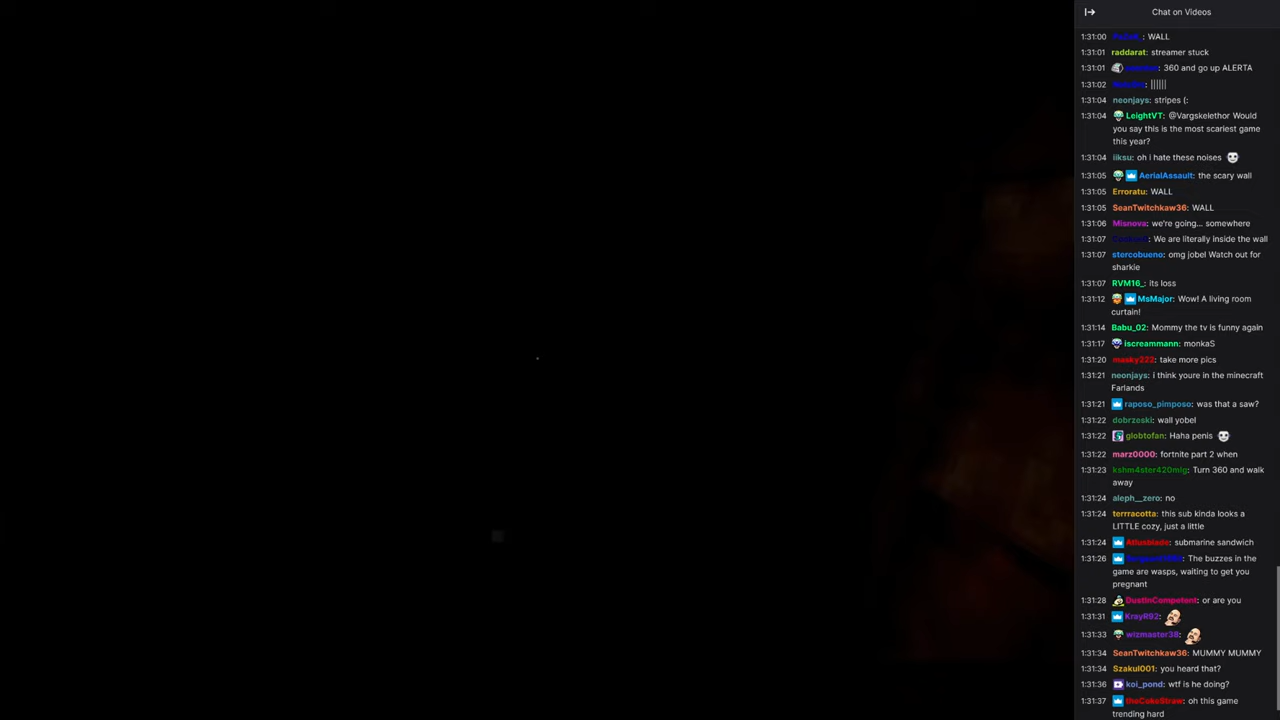 Chat on Videos
1:31:00 : WALL
1:31:01 raddarat: streamer stuck
1:31:01 : 360 and go up ALERTA
1:31:02 : ||||||
1:31:04 neonjays: stripes (:
1:31:04 LeightVT: @Vargskelethor Would
you say this is the most scariest game
this year?
1:31:04 iiksu: oh i hate these noises
1:31:05 AerialAssault: the scary wall
1:31:05 Erroratu: WALL
1:31:05 SeanTwitchkaw36: WALL
1:31:06 Misnova: we're going... somewhere
1:31:07 : We are literally inside the wall
1:31:07 stercobueno: omg jobel Watch out for
sharkie
1:31:07 RVM16_: its loss
1:31:12 MsMajor: Wow! A living room
curtain!
1:31:14 Babu_02: Mommy the tv is funny again
1:31:17 iscreammann: monkaS
1:31:20 masky222: take more pics
1:31:21 neonjays: i think youre in the minecraft
Farlands
1:31:21 raposo_pimposo: was that a saw?
1:31:22 dobrzeski: wall yobel
1:31:22 globtofan: Haha penis
1:31:22 marz0000: fortnite part 2 when
1:31:23 kshm4ster420mlg: Turn 360 and walk
away
1:31:24 aleph__zero: no
1:31:24 terrracotta: this sub kinda looks a
LITTLE cozy, just a little
1:31:24 Atlusblade: submarine sandwich
1:31:26 : The buzzes in the
game are wasps, waiting to get you
pregnant
1:31:28 DustinCompetent: or are you
1:31:31 KrayR92:
1:31:33 wizmaster38:
1:31:34 SeanTwitchkaw36: MUMMY MUMMY
1:31:34 Szakul001: you heard that?
1:31:36 koi_pond: wtf is he doing?
1:31:37 theCokeStraw: oh this game
trending hard